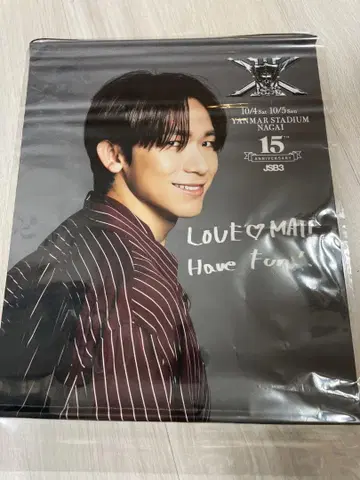 10/4 Sat 10/5 Sun
YANMAR STADIUM
NAGAI
15TH
ANNIVERSARY
JSB3
LOVE♡MATE
Have Fun!